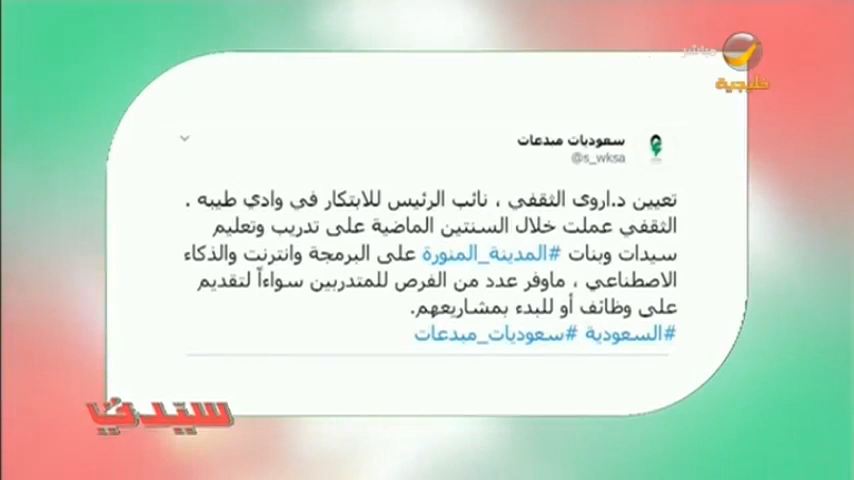 مباشر
خليجية
سعوديات مبدعات
@s_wksa
تعيين د.اروى الثقفي ، نائب الرئيس للابتكار في وادي طيبه .
الثقفي عملت خلال السنتين الماضية على تدريب وتعليم
سيدات وبنات #المدينة_المنورة على البرمجة وانترنت والذكاء
الاصطناعي ، ماوفر عدد من الفرص للمتدربين سواءاً لتقديم
على وظائف أو للبدء بمشاريعهم.
#السعودية #سعوديات_مبدعات
سيدتي